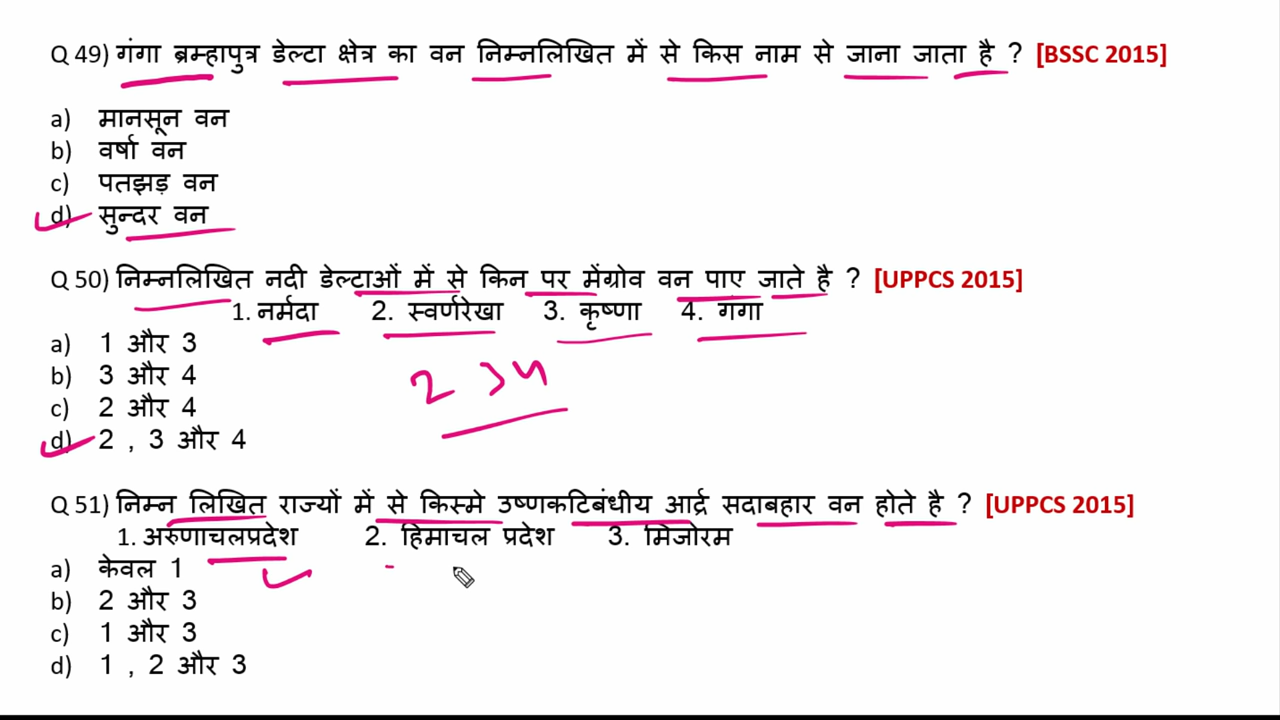 Q 49) गंगा ब्रम्हापुत्र डेल्टा क्षेत्र का वन निम्नलिखित में से किस नाम से जाना जाता है ? [BSSC 2015]
a) मानसून वन
b) वर्षा वन
c) पतझड़ वन
d) सुन्दर वन
Q 50) निम्नलिखित नदी डेल्टाओं में से किन पर मेंग्रोव वन पाए जाते है ? [UPPCS 2015]
1. नर्मदा 2. स्वर्णरेखा 3. कृष्णा 4. गंगा
a) 1 और 3
b) 3 और 4
c) 2 और 4
2 3 4
d) 2 , 3 और 4
Q 51) निम्न लिखित राज्यों में से किस्मे उष्णकटिबंधीय आर्द्र सदाबहार वन होते है ? [UPPCS 2015]
1. अरुणाचलप्रदेश 2. हिमाचल प्रदेश 3. मिजोरम
a) केवल 1
b) 2 और 3
c) 1 और 3
d) 1 , 2 और 3